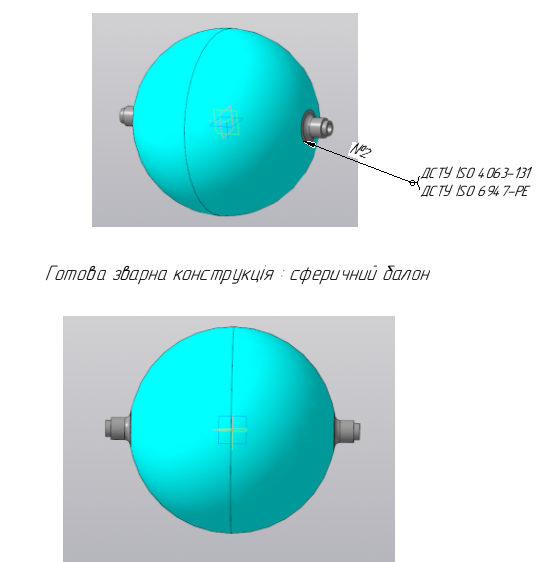 №2
ДСТУ ISO 4063-131
ДСТУ ISO 6947-PE
Готова зварна конструкція : сферичний балон